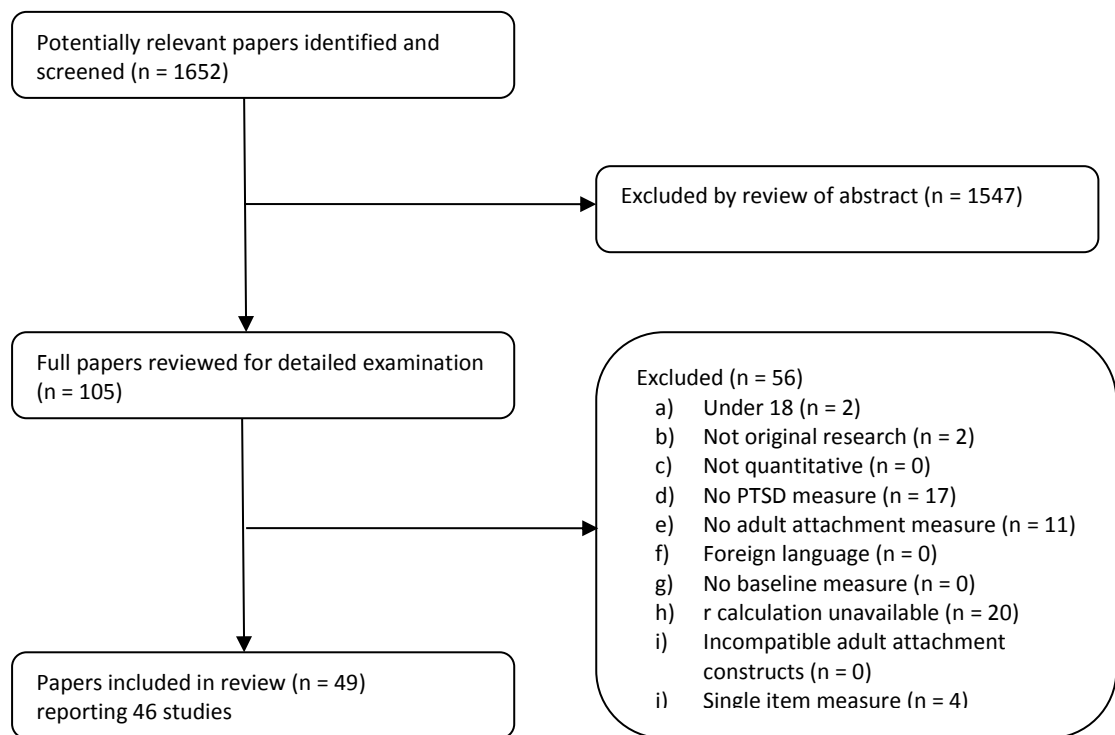 Potentially relevant papers identified and
screened (n = 1652)
Excluded by review of abstract (n = 1547)
Full papers reviewed for detailed examination
(n = 105)
Excluded (n = 56)
a) Under 18 (n = 2)
b) Not original research (n = 2)
c) Not quantitative (n = 0)
d) No PTSD measure (n = 17)
e) No adult attachment measure (n = 11)
f) Foreign language (n = 0)
g) No baseline measure (n = 0)
h) r calculation unavailable (n = 20)
i) Incompatible adult attachment
constructs (n = 0)
j) Single item measure (n = 4)
Papers included in review (n = 49)
reporting 46 studies